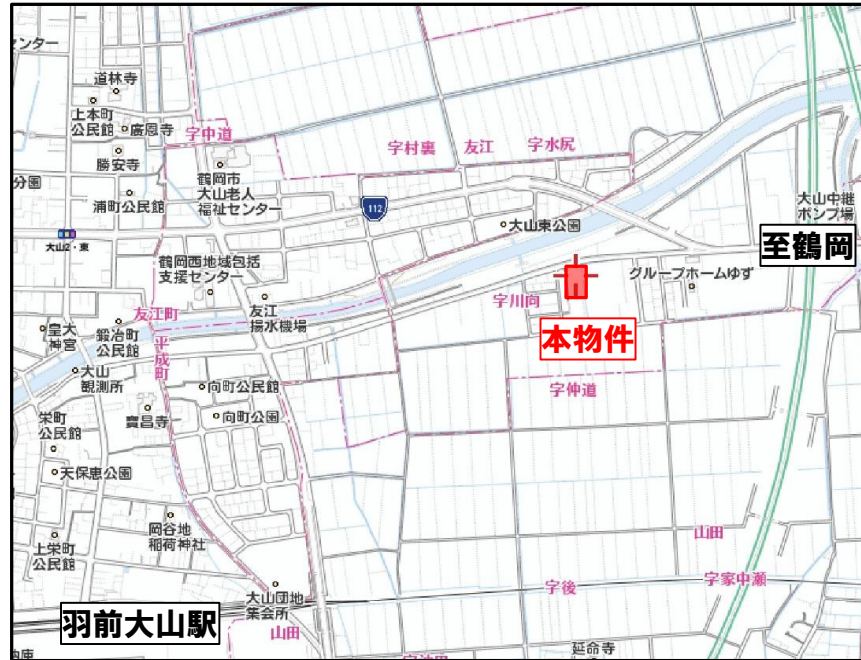 ンター
道林寺
上本町
公民館
廣恩寺
字中道
勝安寺
分園
鶴岡市
大山老人
福祉センター
字村裏
友江
字水尻
浦町公民館
112
大山東公園
大山中継
ポンプ場
大山2・東
至鶴岡
鶴岡西地域包括
支援センター
グループホームゆず
字川向
友江町
友江
揚水機場
本物件
皇大
神宮
鍛冶町
公民館
平成町
大山
観測所
向町公民館
字仲道
寶昌寺
向町公園
栄町
公民館
天保恵公園
岡谷地
稲荷神社
山田
上栄町
公民館
大山団地
集会所
字後
字家中瀬
羽前大山駅
山田
延命寺